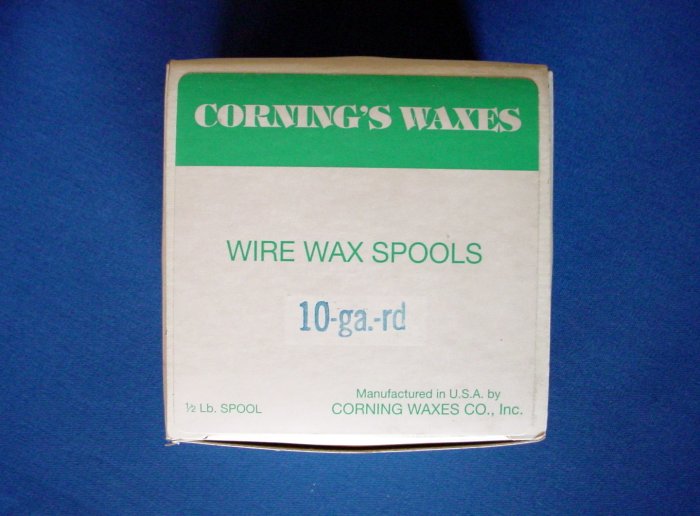 CORNING'S WAXES
WIRE WAX SPOOLS
10-ga.-rd
Manufactured in U.S.A. by
½ Lb. SPOOL CORNING WAXES CO., Inc.